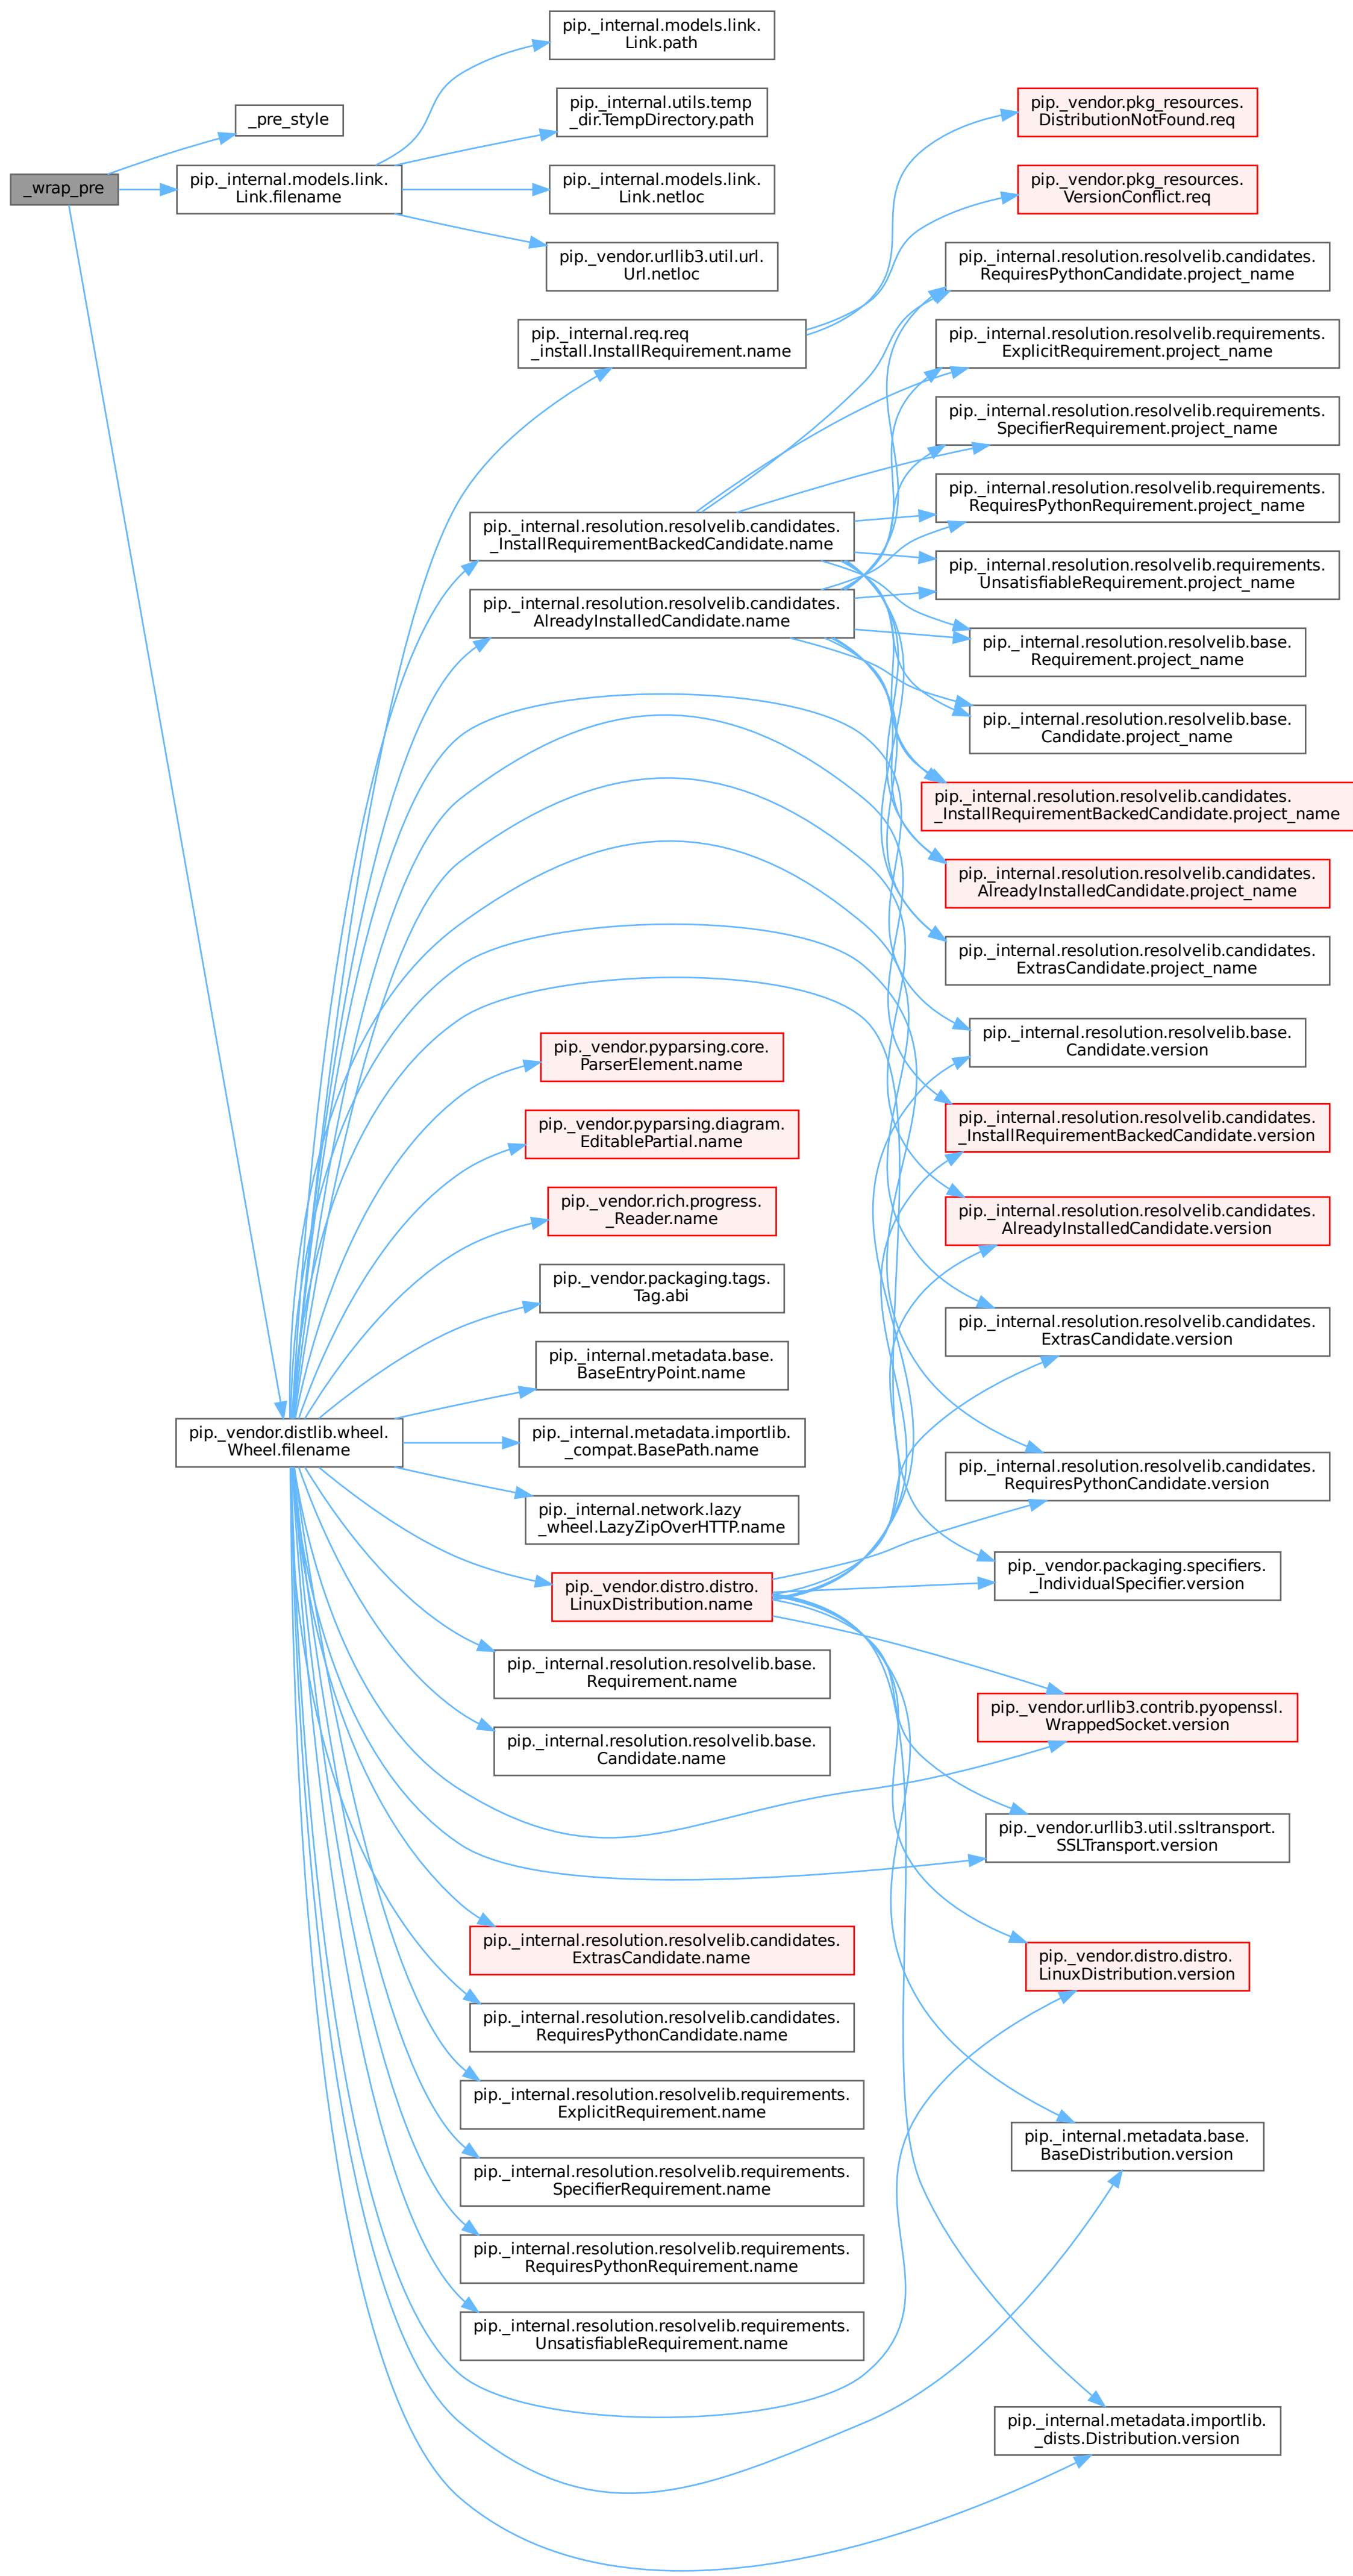 _wrap_pre
_pre_style
pip._internal.models.link.
Link.filename
pip._vendor.distlib.wheel.
Wheel.filename
pip._internal.models.link.
Link.path
pip._internal.utils.temp
_dir.TempDirectory.path
pip._internal.models.link.
Link.netloc
pip._vendor.urllib3.util.url.
Url.netloc
pip._internal.req.req
_install.InstallRequirement.name
pip._internal.resolution.resolvelib.candidates.
_InstallRequirementBackedCandidate.name
pip._internal.resolution.resolvelib.candidates.
AlreadyInstalledCandidate.name
pip._vendor.pyparsing.core.
ParserElement.name
pip._vendor.pyparsing.diagram.
EditablePartial.name
pip._vendor.rich.progress.
_Reader.name
pip._vendor.packaging.tags.
Tag.abi
pip._internal.metadata.base.
BaseEntryPoint.name
pip._internal.metadata.importlib.
_compat.BasePath.name
pip._internal.network.lazy
_wheel.LazyZipOverHTTP.name
pip._vendor.distro.distro.
LinuxDistribution.name
pip._internal.resolution.resolvelib.base.
Requirement.name
pip._internal.resolution.resolvelib.base.
Candidate.name
pip._internal.resolution.resolvelib.candidates.
ExtrasCandidate.name
pip._internal.resolution.resolvelib.candidates.
RequiresPythonCandidate.name
pip._internal.resolution.resolvelib.requirements.
ExplicitRequirement.name
pip._internal.resolution.resolvelib.requirements.
SpecifierRequirement.name
pip._internal.resolution.resolvelib.requirements.
RequiresPythonRequirement.name
pip._internal.resolution.resolvelib.requirements.
UnsatisfiableRequirement.name
pip._vendor.pkg_resources.
DistributionNotFound.req
pip._vendor.pkg_resources.
VersionConflict.req
pip._internal.resolution.resolvelib.candidates.
RequiresPythonCandidate.project_name
pip._internal.resolution.resolvelib.requirements.
ExplicitRequirement.project_name
pip._internal.resolution.resolvelib.requirements.
SpecifierRequirement.project_name
pip._internal.resolution.resolvelib.requirements.
RequiresPythonRequirement.project_name
pip._internal.resolution.resolvelib.requirements.
UnsatisfiableRequirement.project_name
pip._internal.resolution.resolvelib.base.
Requirement.project_name
pip._internal.resolution.resolvelib.base.
Candidate.project_name
pip._internal.resolution.resolvelib.candidates.
_InstallRequirementBackedCandidate.project_name
pip._internal.resolution.resolvelib.candidates.
AlreadyInstalledCandidate.project_name
pip._internal.resolution.resolvelib.candidates.
ExtrasCandidate.project_name
pip._internal.resolution.resolvelib.base.
Candidate.version
pip._internal.resolution.resolvelib.candidates.
_InstallRequirementBackedCandidate.version
pip._internal.resolution.resolvelib.candidates.
AlreadyInstalledCandidate.version
pip._internal.resolution.resolvelib.candidates.
ExtrasCandidate.version
pip._internal.resolution.resolvelib.candidates.
RequiresPythonCandidate.version
pip._vendor.packaging.specifiers.
_IndividualSpecifier.version
pip._vendor.urllib3.contrib.pyopenssl.
WrappedSocket.version
pip._vendor.urllib3.util.ssltransport.
SSLTransport.version
pip._vendor.distro.distro.
LinuxDistribution.version
pip._internal.metadata.base.
BaseDistribution.version
pip._internal.metadata.importlib.
_dists.Distribution.version